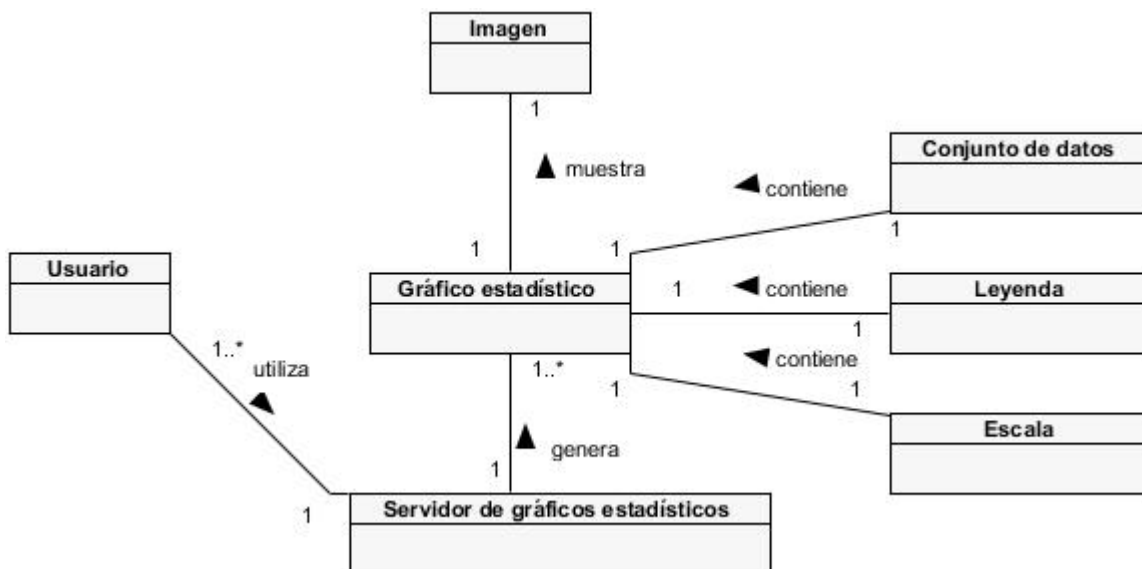 Imagen
1
muestra
1
Conjunto de datos
contiene
1
1
Usuario
Gráfico estadístico
1
contiene
1
Leyenda
1..*
utiliza
1
1..*
1
contiene
1
Escala
genera
1
Servidor de gráficos estadísticos